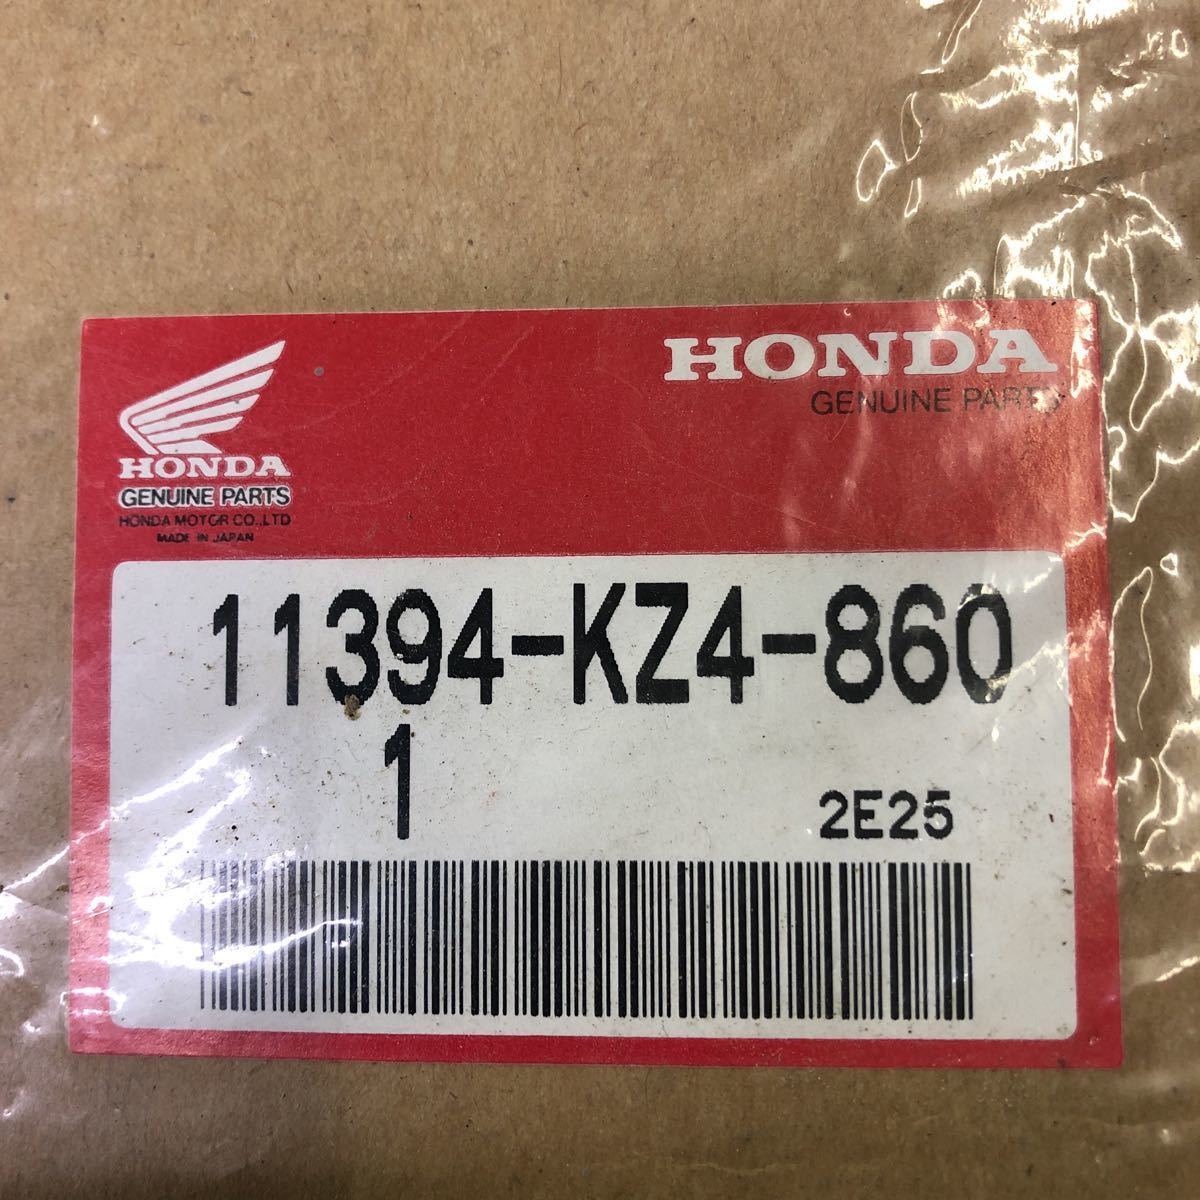 HONDA
GENUINE PARTS
HONDA
GENUINE PARTS
HONDA MOTOR CO.,LTD
MADE IN JAPAN
11394-KZ4-860
1
2E25